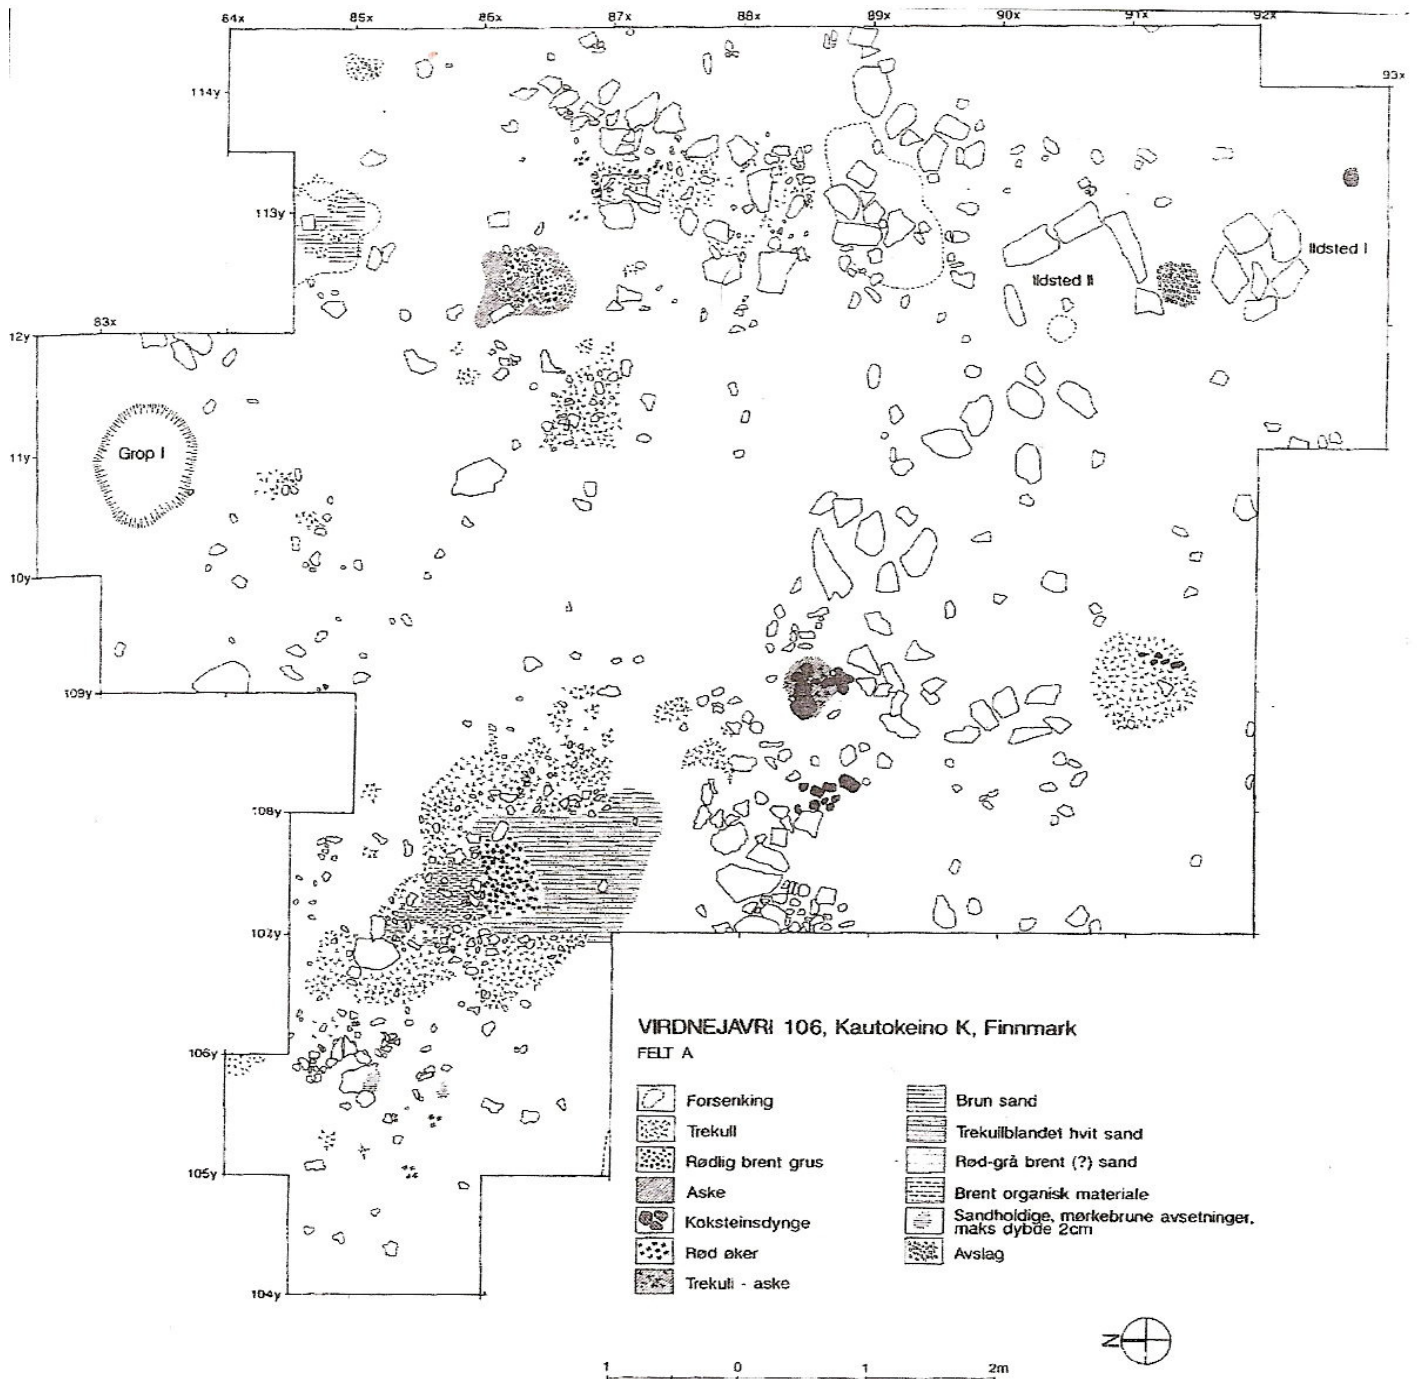 84x 85x 86x 87x 88x 89x 90x 91x 92x
93x
114y
113y
Ildsted I
Ildsted II
83x
12y
Grop I
11y
10y
109y
108y
107y
VIRDNEJAVRI 106, Kautokeino K, Finnmark
FELT A
106y
Forsenking
Trekull
Rødlig brent grus
Aske
Koksteinsdynge
Rød øker
Trekull - aske
Brun sand
Trekullblandet hvit sand
Rød-grå brent (?) sand
Brent organisk materiale
Sandholdige, mørkebrune avsetninger,
maks dybde 2cm
Avslag
105y
104y
N
1 0 1 2m